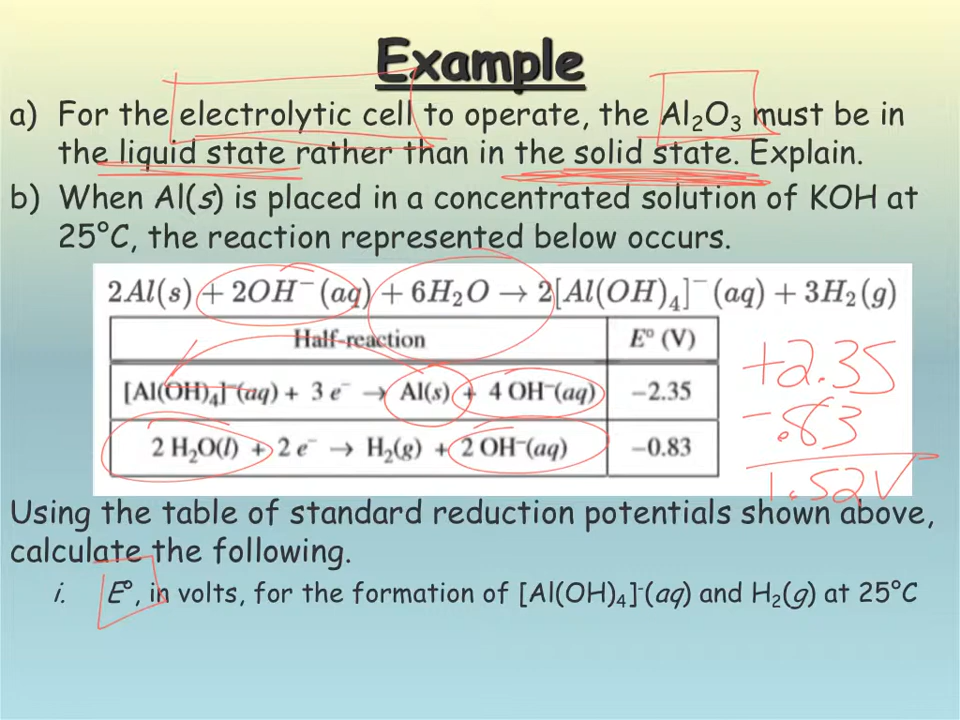 Example
a) For the electrolytic cell to operate, the Al₂O₃ must be in
the liquid state rather than in the solid state. Explain.
b) When Al(s) is placed in a concentrated solution of KOH at
25°C, the reaction represented below occurs.
2Al(s) + 2OH⁻(aq) + 6H₂O → 2[Al(OH)₄]⁻(aq) + 3H₂(g)
Half-reaction E° (V)
[Al(OH)₄]⁻(aq) + 3 e⁻ → Al(s) + 4 OH⁻(aq) −2.35
2 H₂O(l) + 2 e⁻ → H₂(g) + 2 OH⁻(aq) −0.83
+2.35
-.83
1.52V
Using the table of standard reduction potentials shown above,
calculate the following.
i. E°, in volts, for the formation of [Al(OH)₄]⁻(aq) and H₂(g) at 25°C